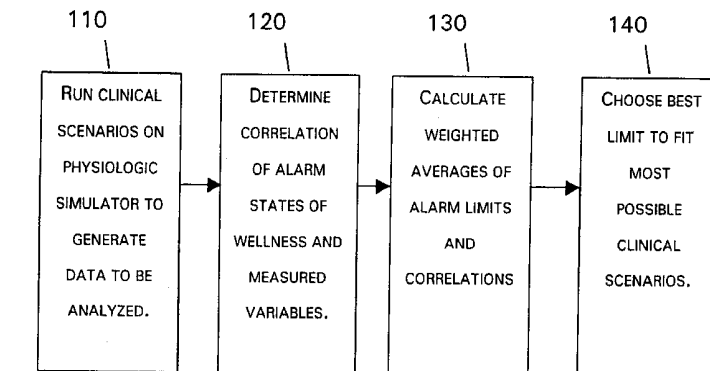 110
120
130
140
RUN CLINICAL
SCENARIOS ON
PHYSIOLOGIC
SIMULATOR TO
GENERATE
DATA TO BE
ANALYZED.
DETERMINE
CORRELATION
OF ALARM
STATES OF
WELLNESS AND
MEASURED
VARIABLES.
CALCULATE
WEIGHTED
AVERAGES OF
ALARM LIMITS
AND
CORRELATIONS
CHOOSE BEST
LIMIT TO FIT
MOST
POSSIBLE
CLINICAL
SCENARIOS.